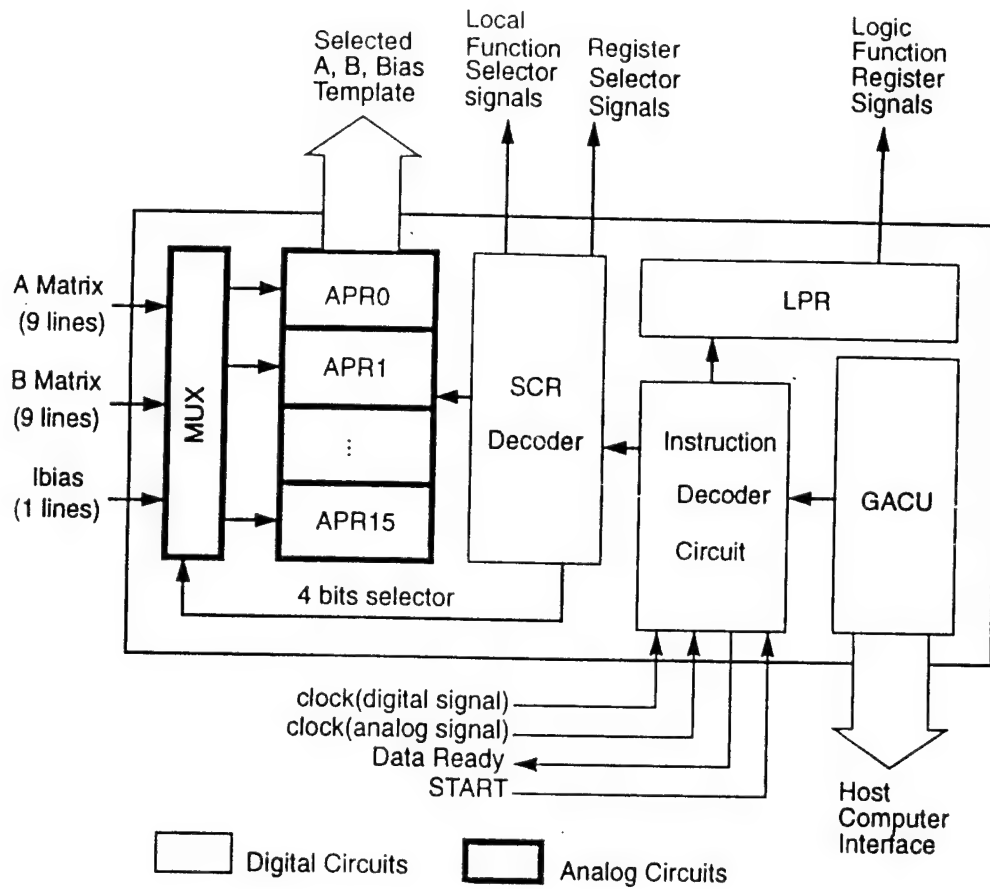 Selected
A, B, Bias
Template
Local
Function
Selector
signals
Register
Selector
Signals
Logic
Function
Register
Signals
A Matrix
(9 lines)
B Matrix
(9 lines)
Ibias
(1 lines)
MUX
APR0
APR1
...
APR15
SCR
Decoder
LPR
Instruction
Decoder
Circuit
GACU
4 bits selector
clock(digital signal)
clock(analog signal)
Data Ready
START
Host
Computer
Interface
Digital Circuits
Analog Circuits